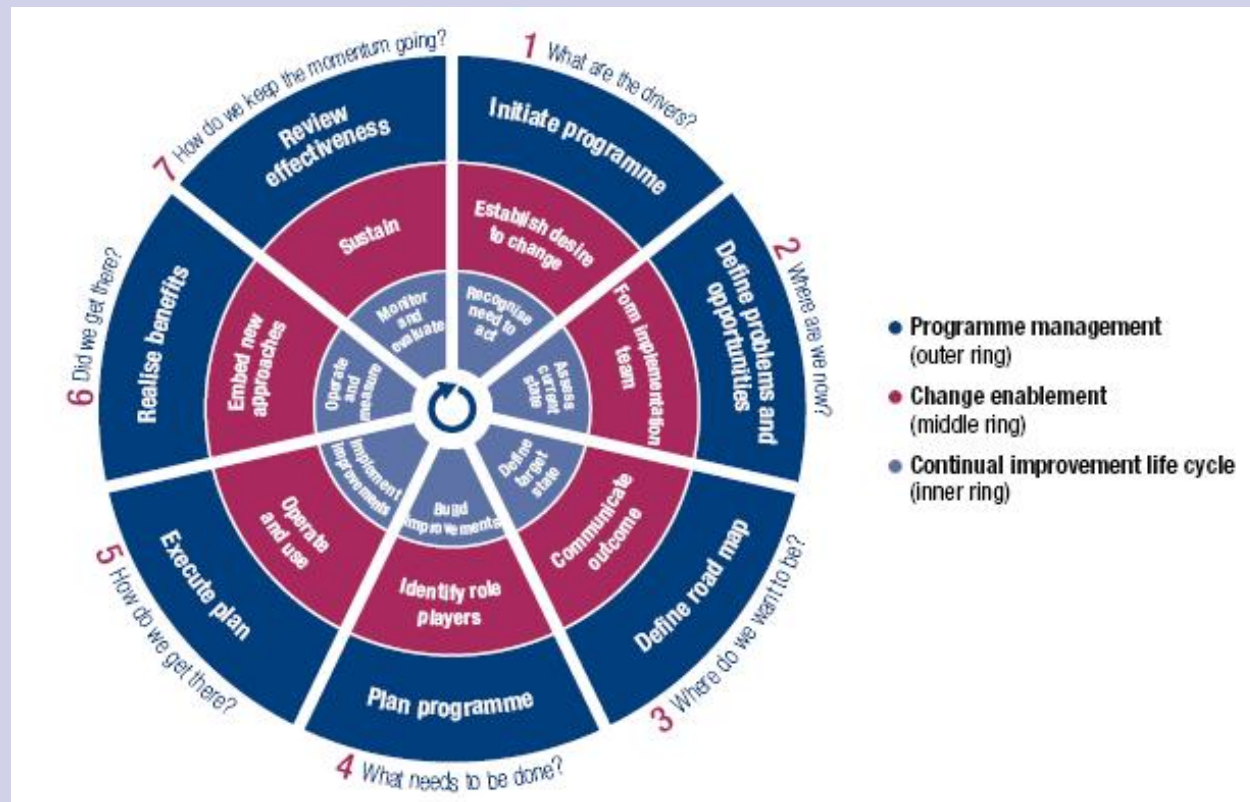 1 What are the drivers?
Initiate programme
Establish desire
to change
Recognise
need to
act
2 Where are we now?
Define problems and
opportunities
Form implementation
team
Assess
current
state
3 Where do we want to be?
Define road map
Communicate
outcome
Define
target
state
4 What needs to be done?
Plan programme
Identify role
players
Build
improvements
5 How do we get there?
Execute plan
Operate
and use
Implement
improvements
6 Did we get there?
Realise benefits
Embed new
approaches
Operate
and
measure
7 How do we keep the momentum going?
Review
effectiveness
Sustain
Monitor
and
evaluate
Programme management
(outer ring)
Change enablement
(middle ring)
Continual improvement life cycle
(inner ring)